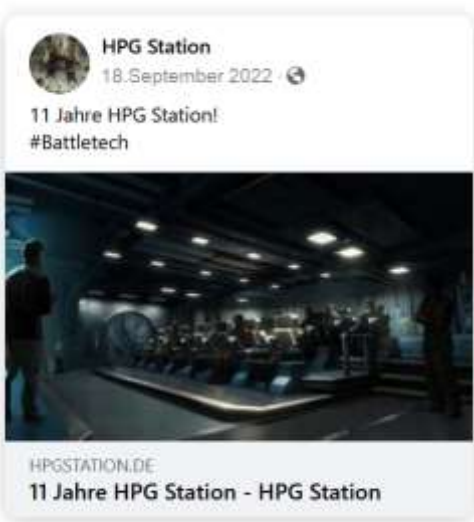 HPG Station
18.September 2022
11 Jahre HPG Station!
#Battletech
HPGSTATION.DE
11 Jahre HPG Station - HPG Station